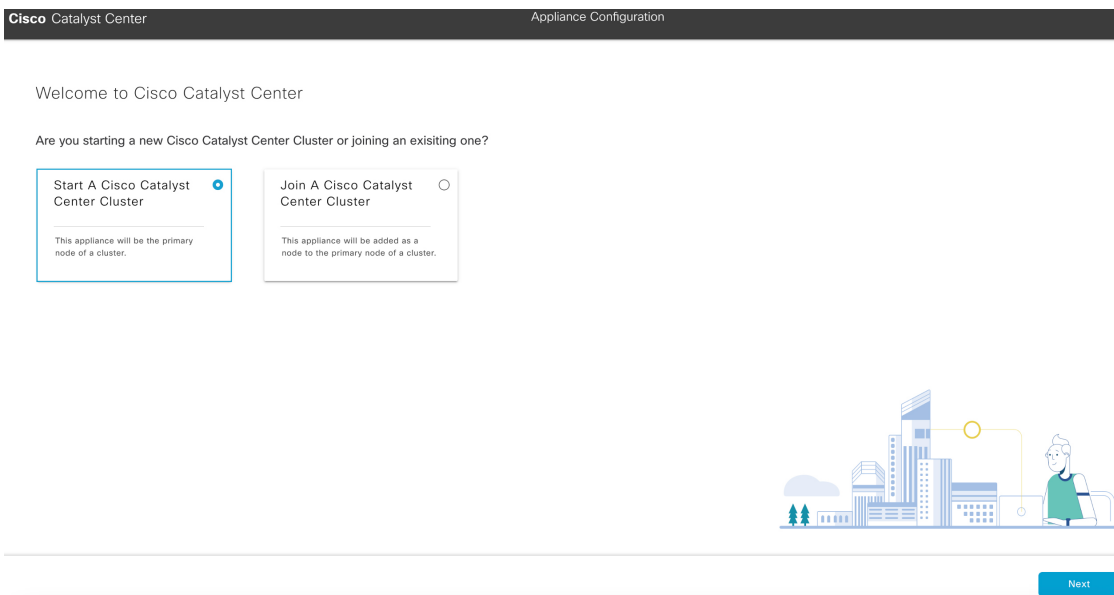 Cisco Catalyst Center
Appliance Configuration
Welcome to Cisco Catalyst Center
Are you starting a new Cisco Catalyst Center Cluster or joining an exisiting one?
Start A Cisco Catalyst
Center Cluster
This appliance will be the primary
node of a cluster.
Join A Cisco Catalyst
Center Cluster
This appliance will be added as a
node to the primary node of a cluster.
Next